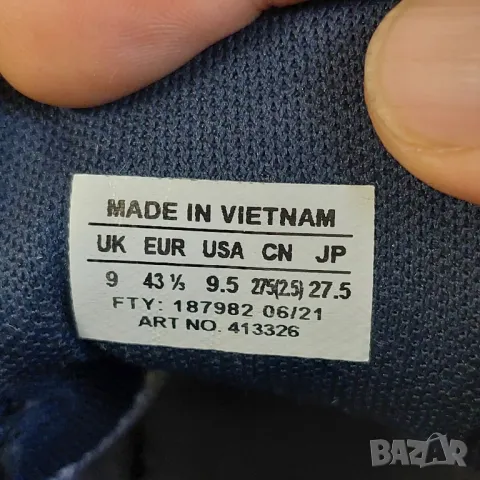 MADE IN VIETNAM
UK EUR USA CN JP
9 43 ⅓ 9.5 275(2.5) 27.5
FTY: 187982 06/21
ART NO. 413326
BAZAR